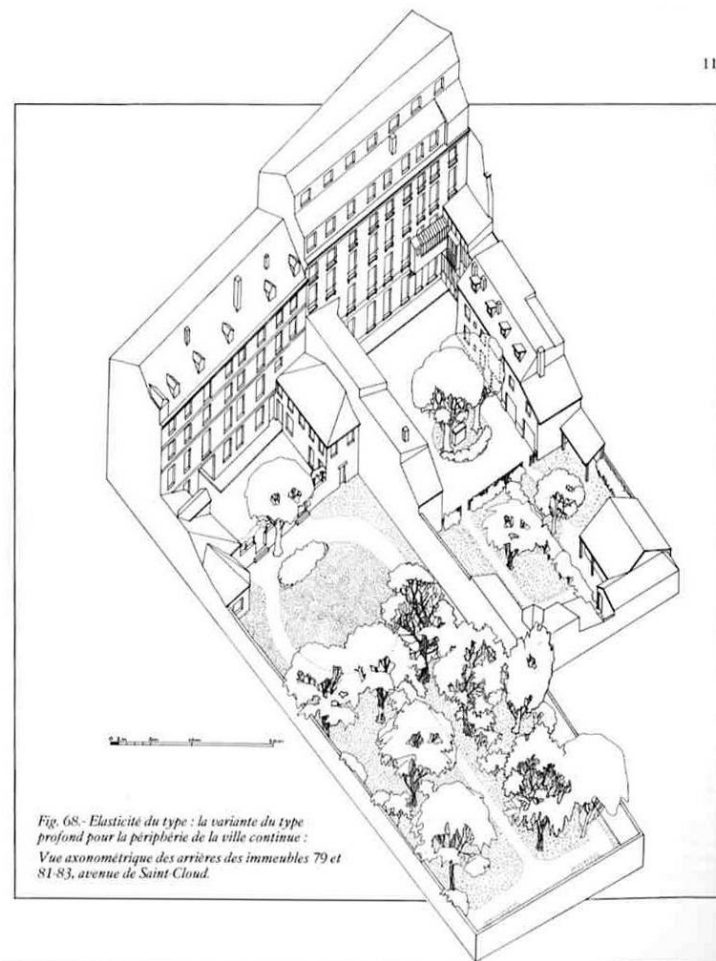 11
Fig. 68.- Elasticité du type : la variante du type
profond pour la périphérie de la ville continue :
Vue axonométrique des arrières des immeubles 79 et
81-83, avenue de Saint-Cloud.